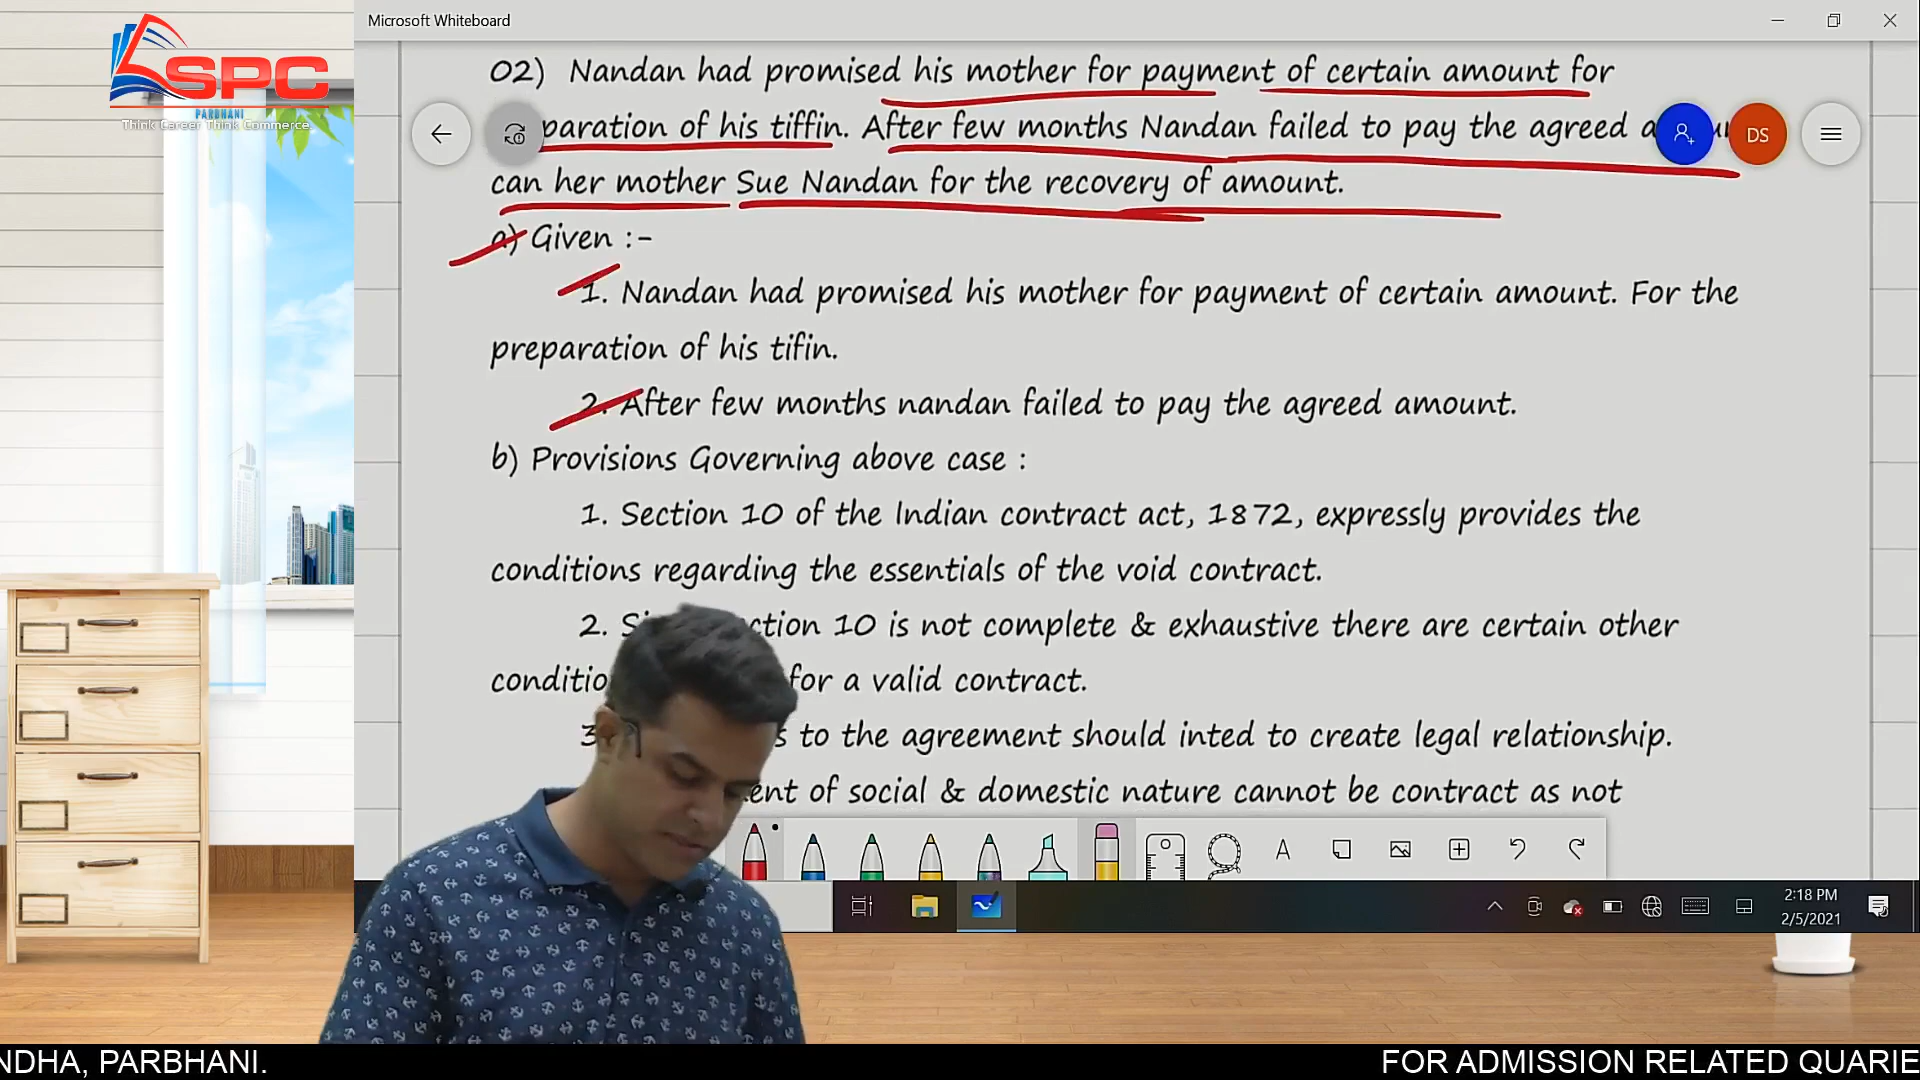 Microsoft Whiteboard
SPC
PARBHANI
Think Career Think Commerce.
02) Nandan had promised his mother for payment of certain amount for
paration of his tiffin. After few months Nandan failed to pay the agreed
DS
can her mother Sue Nandan for the recovery of amount.
a) Given :-
1. Nandan had promised his mother for payment of certain amount. For the
preparation of his tifin.
2. After few months nandan failed to pay the agreed amount.
b) Provisions Governing above case :
1. Section 10 of the Indian contract act, 1872, expressly provides the
conditions regarding the essentials of the void contract.
2. ction 10 is not complete & exhaustive there are certain other
conditio for a valid contract.
3 s to the agreement should inted to create legal relationship.
ent of social & domestic nature cannot be contract as not
A
2:18 PM
2/5/2021
NDHA, PARBHANI.
FOR ADMISSION RELATED QUARIE